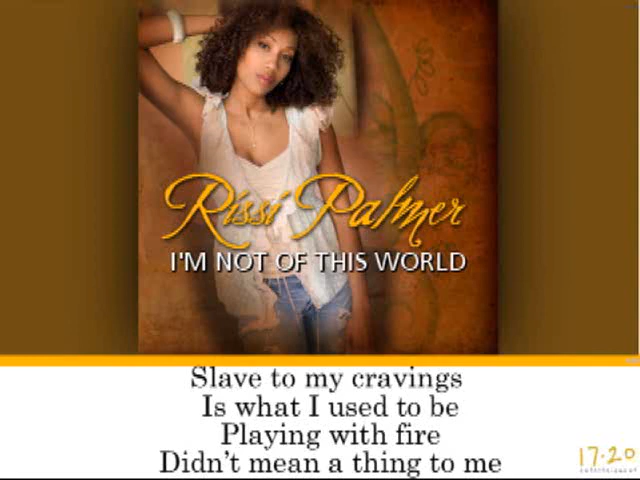 Rissi Palmer
I'M NOT OF THIS WORLD
Slave to my cravings
Is what I used to be
Playing with fire
Didn't mean a thing to me
17·20